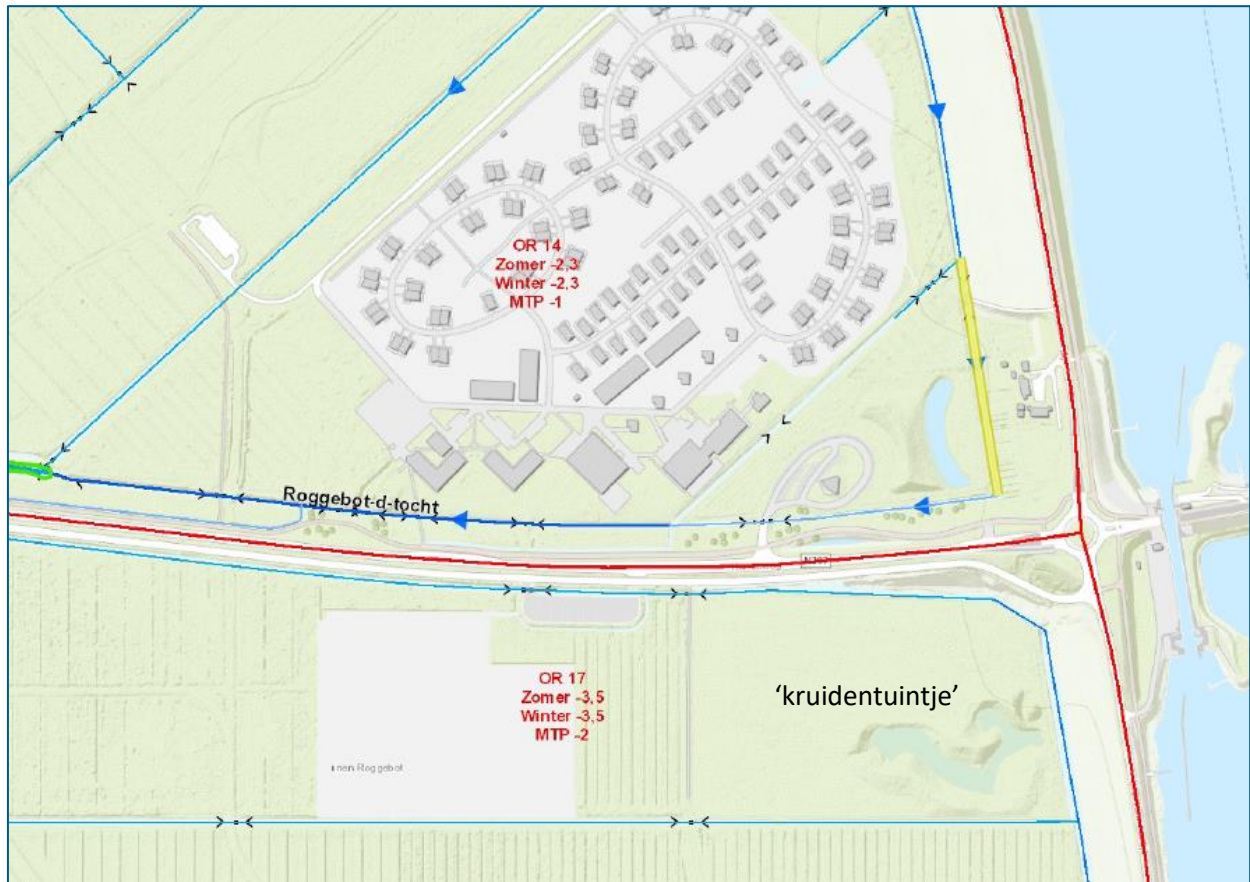 OR 14
Zomer -2,3
Winter -2,3
MTP -1
Roggebot-d-tocht
OR 17
Zomer -3,5
Winter -3,5
MTP -2
‘kruidentuintje’
Roggebot